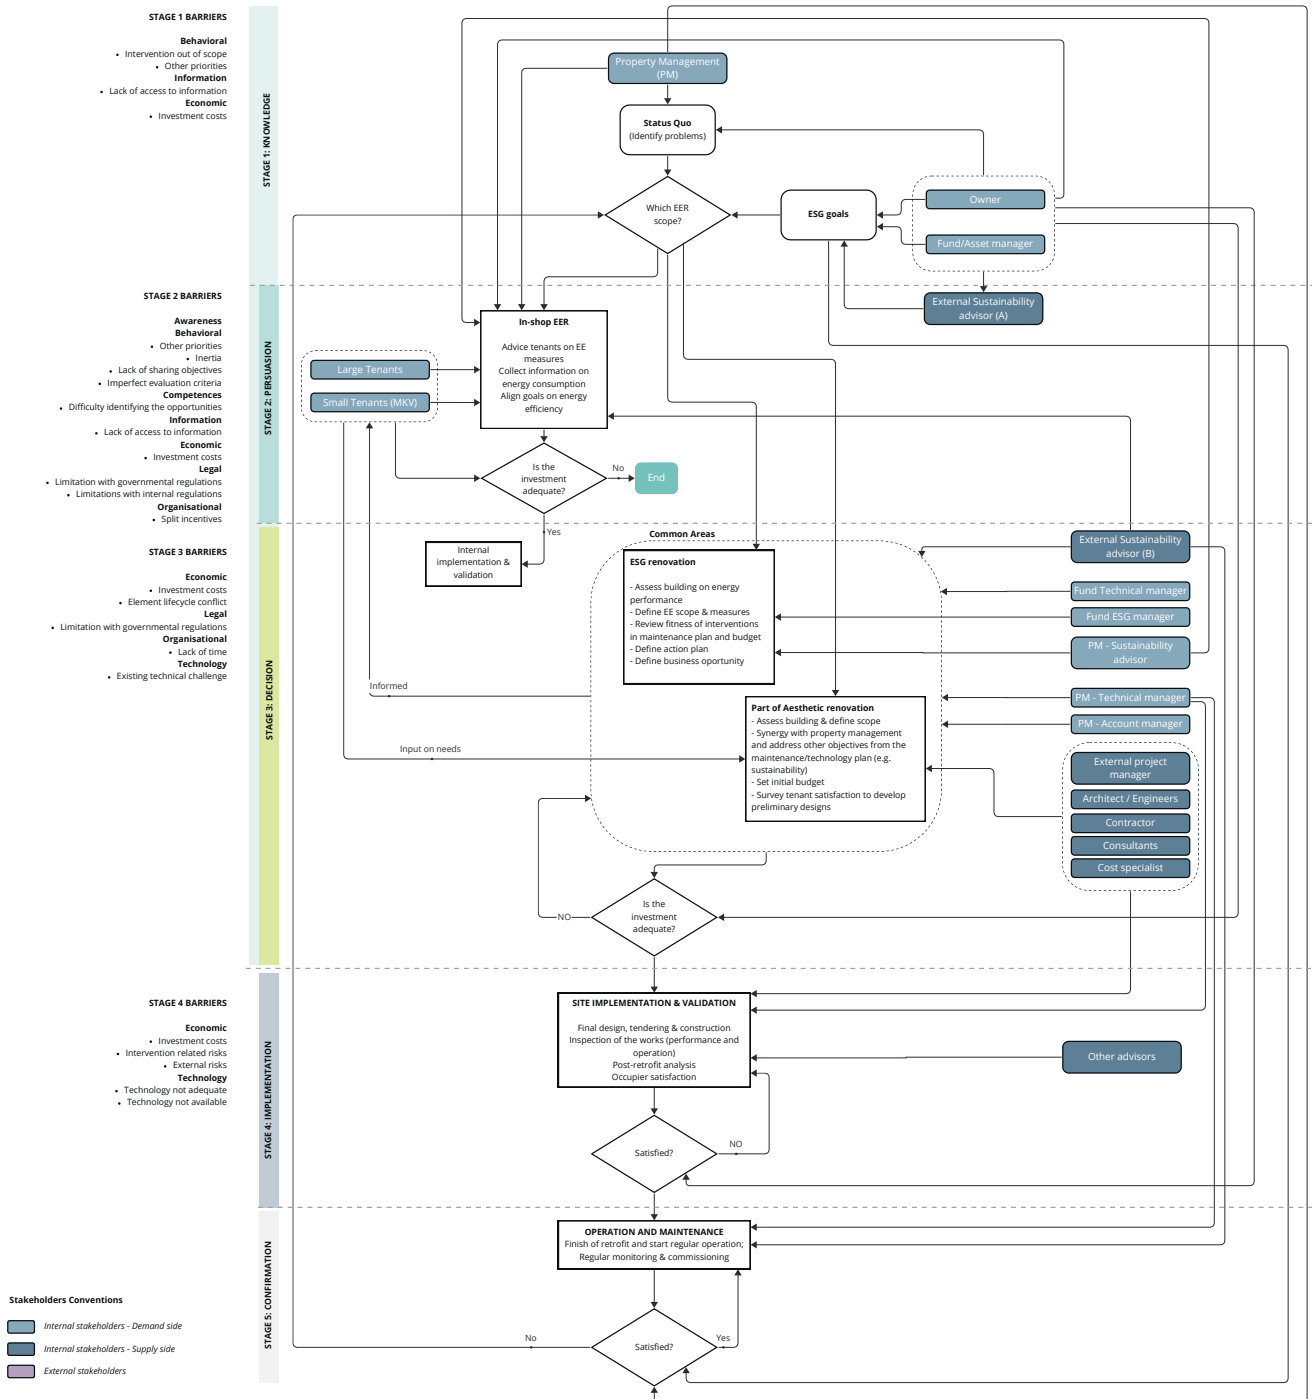 STAGE 1 BARRIERS
Behavioral
• Intervention out of scope
• Other priorities
Information
• Lack of access to information
Economic
• Investment costs
STAGE 1: KNOWLEDGE
Property Management
(PM)
Status Quo
(Identify problems)
Which EER
scope?
ESG goals
Owner
Fund/Asset manager
External Sustainability
advisor (A)
STAGE 2 BARRIERS
Awareness
Behavioral
• Other priorities
• Inertia
• Lack of sharing objectives
• Imperfect evaluation criteria
Competences
• Difficulty identifying the opportunities
Information
• Lack of access to information
Economic
• Investment costs
Legal
• Limitation with governmental regulations
• Limitations with internal regulations
Organisational
• Split incentives
STAGE 2: PERSUASION
In-shop EER
Advice tenants on EE
measures
Collect information on
energy consumption
Align goals on energy
efficiency
Large Tenants
Small Tenants (MKV)
Is the
investment
adequate?
No
End
Yes
Internal
implementation &
validation
STAGE 3 BARRIERS
Economic
• Investment costs
• Element lifecycle conflict
Legal
• Limitation with governmental regulations
Organisational
• Lack of time
Technology
• Existing technical challenge
STAGE 3: DECISION
Common Areas
ESG renovation
- Assess building on energy
performance
- Define EE scope & measures
- Review fitness of interventions
in maintenance plan and budget
- Define action plan
- Define business oportunity
Part of Aesthetic renovation
- Assess building & define scope
- Synergy with property management
and address other objectives from the
maintenance/technology plan (e.g.
sustainability)
- Set initial budget
- Survey tenant satisfaction to develop
preliminary designs
Informed
Input on needs
External Sustainability
advisor (B)
Fund Technical manager
Fund ESG manager
PM - Sustainability
advisor
PM - Technical manager
PM - Account manager
External project
manager
Architect / Engineers
Contractor
Consultants
Cost specialist
Is the
investment
adequate?
NO
STAGE 4 BARRIERS
Economic
• Investment costs
• Intervention related risks
• External risks
Technology
• Technology not adequate
• Technology not available
STAGE 4: IMPLEMENTATION
SITE IMPLEMENTATION & VALIDATION
Final design, tendering & construction
Inspection of the works (performance and
operation)
Post-retrofit analysis
Occupier satisfaction
Other advisors
Satisfied?
NO
STAGE 5: CONFIRMATION
OPERATION AND MAINTENANCE
Finish of retrofit and start regular operation;
Regular monitoring & commissioning
Satisfied?
No
Yes
Stakeholders Conventions
Internal stakeholders - Demand side
Internal stakeholders - Supply side
External stakeholders